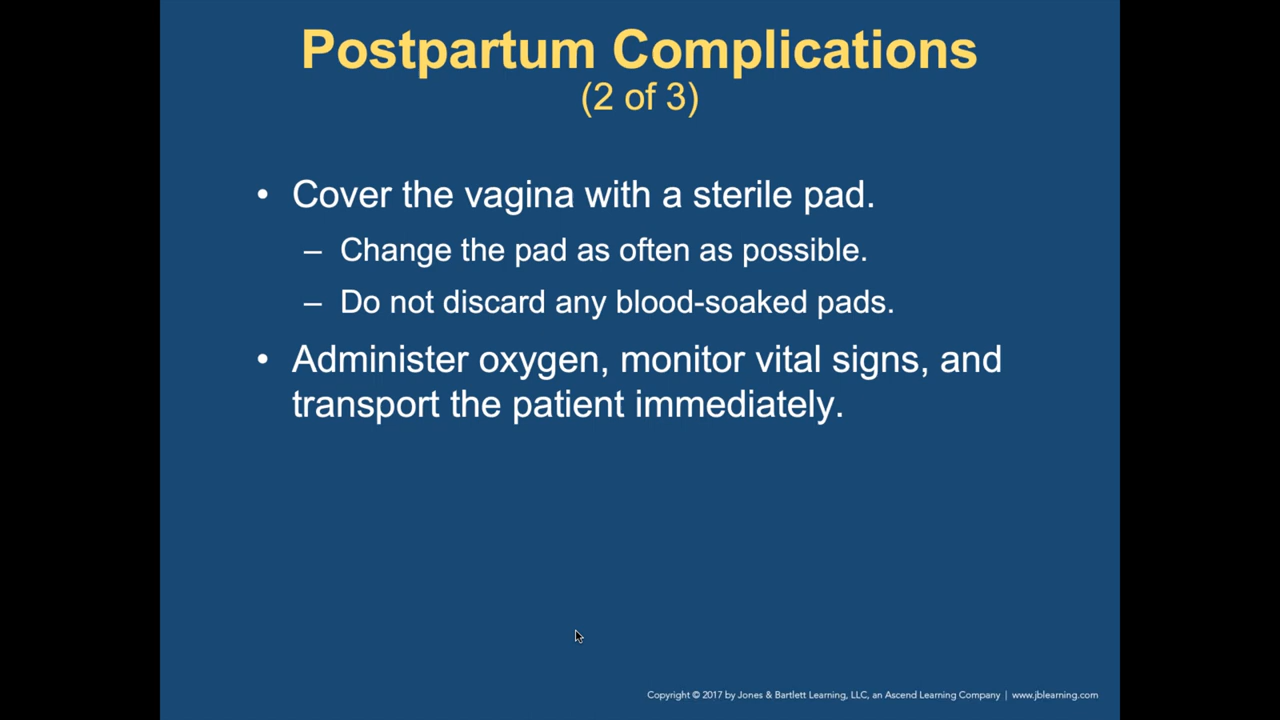 Postpartum Complications
(2 of 3)
• Cover the vagina with a sterile pad.
– Change the pad as often as possible.
– Do not discard any blood-soaked pads.
• Administer oxygen, monitor vital signs, and
transport the patient immediately.
Copyright © 2017 by Jones & Bartlett Learning, LLC, an Ascend Learning Company | www.jblearning.com